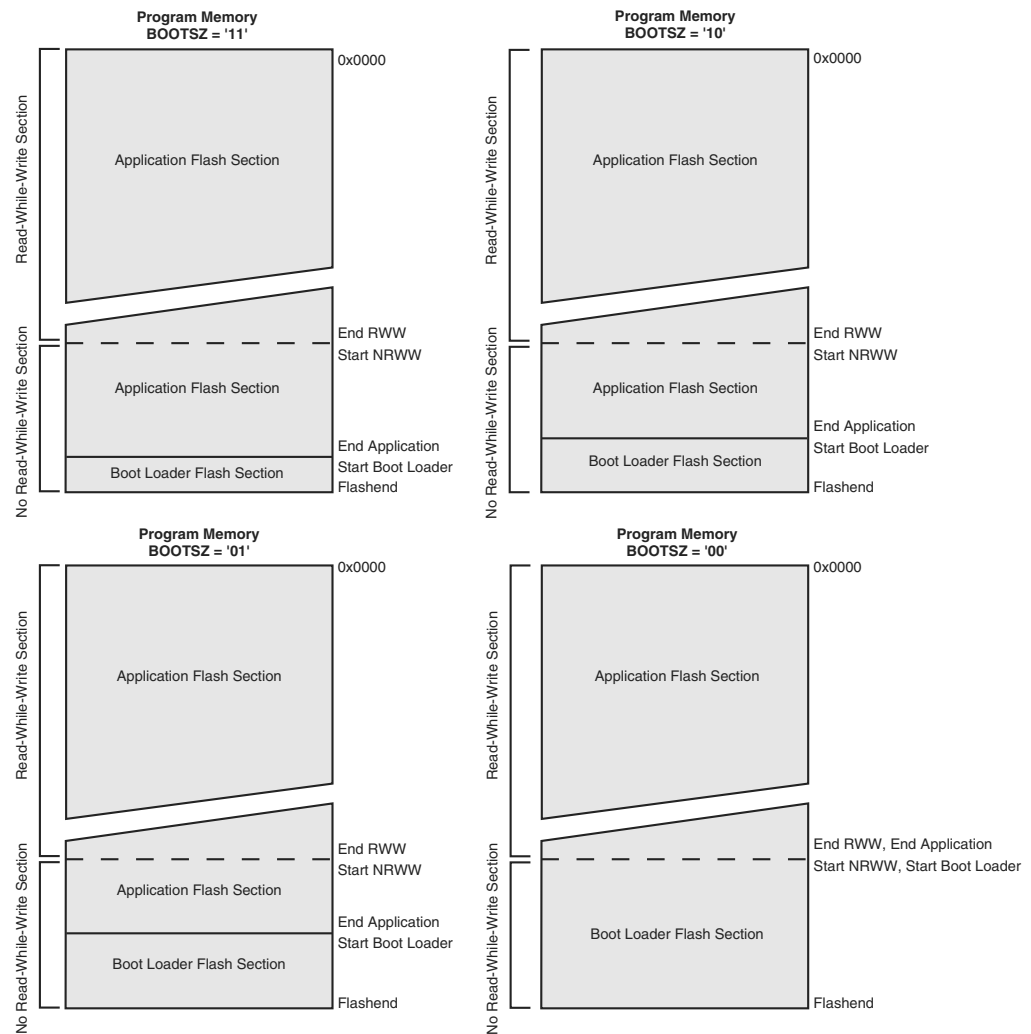 Program Memory
BOOTSZ = '11'
0x0000
Read-While-Write Section
Application Flash Section
End RWW
Start NRWW
No Read-While-Write Section
Application Flash Section
End Application
Start Boot Loader
Boot Loader Flash Section
Flashend
Program Memory
BOOTSZ = '10'
0x0000
Read-While-Write Section
Application Flash Section
End RWW
Start NRWW
No Read-While-Write Section
Application Flash Section
End Application
Start Boot Loader
Boot Loader Flash Section
Flashend
Program Memory
BOOTSZ = '01'
0x0000
Read-While-Write Section
Application Flash Section
End RWW
Start NRWW
No Read-While-Write Section
Application Flash Section
End Application
Start Boot Loader
Boot Loader Flash Section
Flashend
Program Memory
BOOTSZ = '00'
0x0000
Read-While-Write Section
Application Flash Section
End RWW, End Application
Start NRWW, Start Boot Loader
No Read-While-Write Section
Boot Loader Flash Section
Flashend